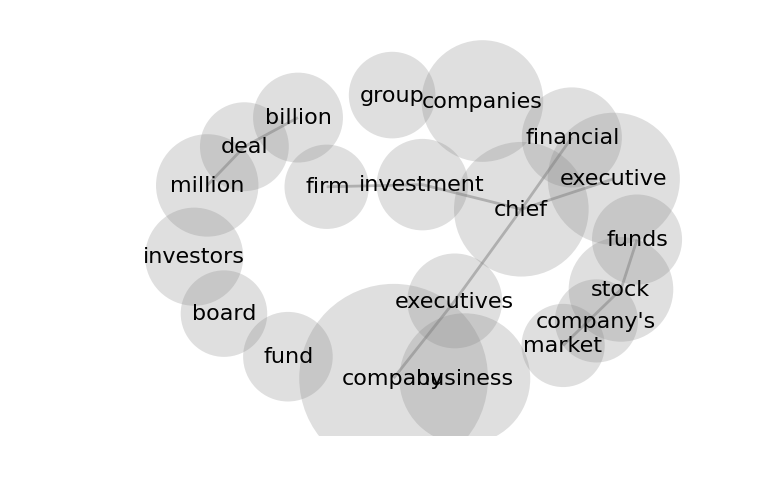 group
companies
billion
financial
deal
executive
million
firm
investment
chief
funds
investors
stock
executives
board
company's
market
fund
company
business